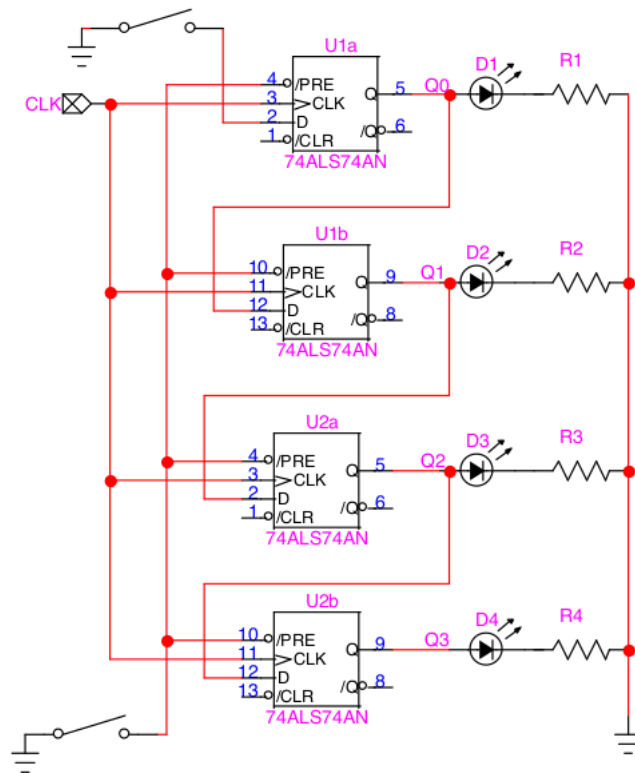 U1a
D1
R1
4
/PRE
5
Q
Q0
CLK
3
CLK
2
D
6
/Q
1
/CLR
74ALS74AN
U1b
D2
R2
10
/PRE
9
Q
Q1
11
CLK
12
D
8
/Q
13
/CLR
74ALS74AN
U2a
D3
R3
4
/PRE
5
Q
Q2
3
CLK
2
D
6
/Q
1
/CLR
74ALS74AN
U2b
D4
R4
10
/PRE
9
Q
Q3
11
CLK
12
D
8
/Q
13
/CLR
74ALS74AN